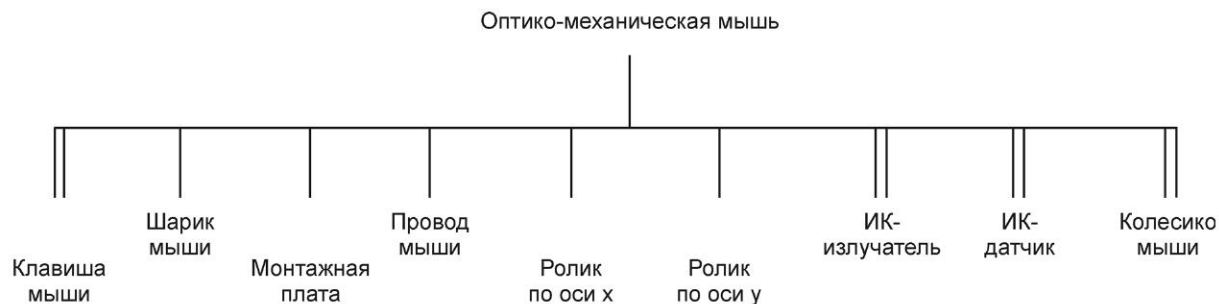 Оптико-механическая мышь
Клавиша
мыши
Шарик
мыши
Монтажная
плата
Провод
мыши
Ролик
по оси x
Ролик
по оси y
ИК-
излучатель
ИК-
датчик
Колесико
мыши